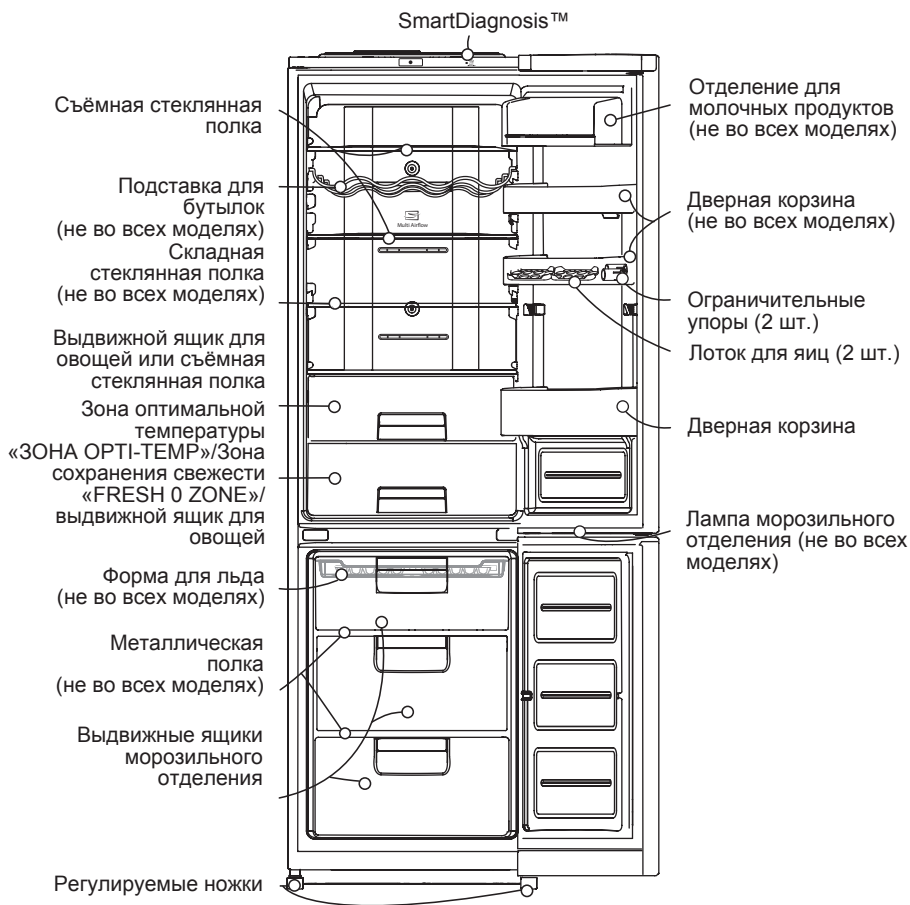 SmartDiagnosis™
Съёмная стеклянная
полка
Подставка для
бутылок
(не во всех моделях)
Складная
стеклянная полка
(не во всех моделях)
Выдвижной ящик для
овощей или съёмная
стеклянная полка
Зона оптимальной
температуры
«ЗОНА OPTI-TEMP»/Зона
сохранения свежести
«FRESH 0 ZONE»/
выдвижной ящик для
овощей
Форма для льда
(не во всех моделях)
Металлическая
полка
(не во всех моделях)
Выдвижные ящики
морозильного
отделения
Регулируемые ножки
Multi Airflow
Отделение для
молочных продуктов
(не во всех моделях)
Дверная корзина
(не во всех моделях)
Ограничительные
упоры (2 шт.)
Лоток для яиц (2 шт.)
Дверная корзина
Лампа морозильного
отделения (не во всех
моделях)